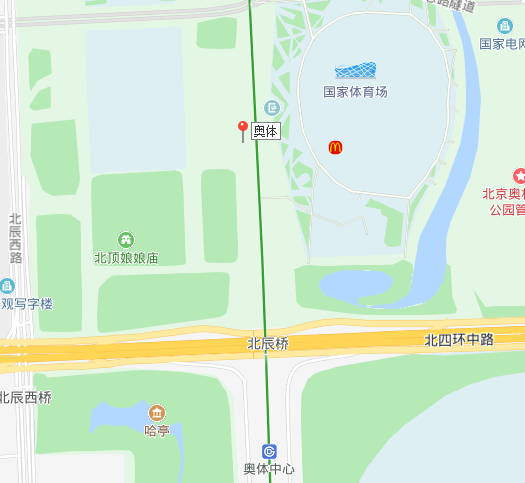 国家电网
国家体育场
奥体
北京奥林
公园管
北辰西路
北顶娘娘庙
观写字楼
北辰桥
北四环中路
北辰西桥
哈亭
奥体中心